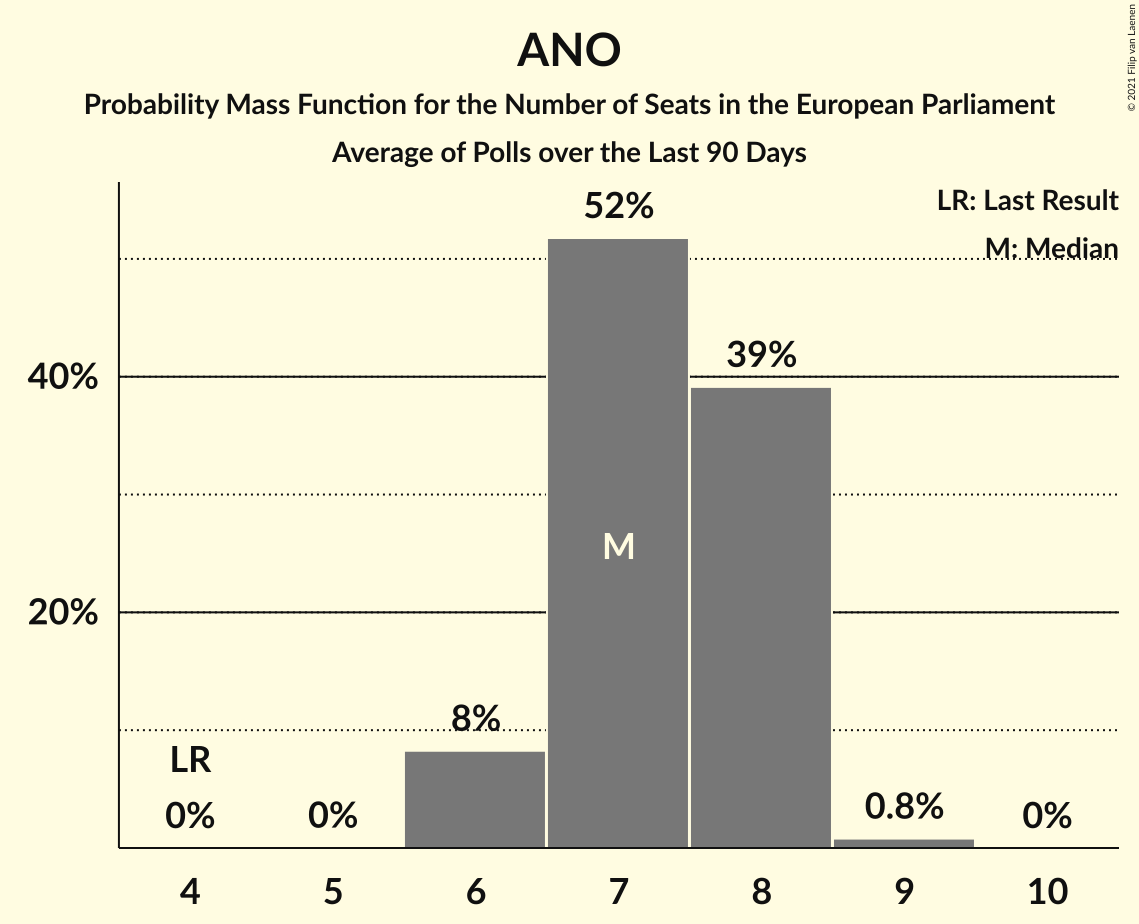 ANO
Probability Mass Function for the Number of Seats in the European Parliament
Average of Polls over the Last 90 Days
© 2021 Filip van Laenen
LR: Last Result
M: Median
52%
39%
40%
M
20%
8%
LR
0%
0%
0.8%
0%
4 5 6 7 8 9 10